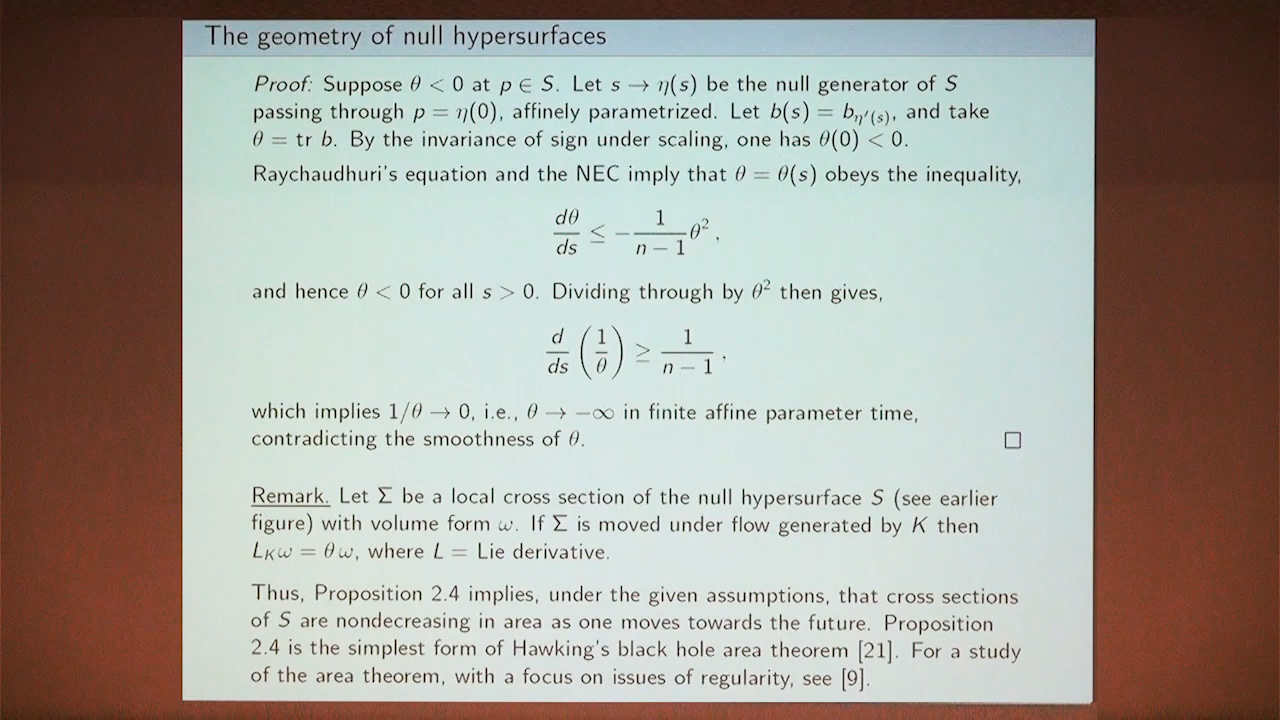 The geometry of null hypersurfaces
Proof: Suppose θ < 0 at p ∈ S. Let s → η(s) be the null generator of S
passing through p = η(0), affinely parametrized. Let b(s) = b_{η′(s)}, and take
θ = tr b. By the invariance of sign under scaling, one has θ(0) < 0.
Raychaudhuri's equation and the NEC imply that θ = θ(s) obeys the inequality,
dθ/ds ≤ −1/(n − 1) θ²,
and hence θ < 0 for all s > 0. Dividing through by θ² then gives,
d/ds (1/θ) ≥ 1/(n − 1),
which implies 1/θ → 0, i.e., θ → −∞ in finite affine parameter time,
contradicting the smoothness of θ. □
Remark. Let Σ be a local cross section of the null hypersurface S (see earlier
figure) with volume form ω. If Σ is moved under flow generated by K then
L_K ω = θ ω, where L = Lie derivative.
Thus, Proposition 2.4 implies, under the given assumptions, that cross sections
of S are nondecreasing in area as one moves towards the future. Proposition
2.4 is the simplest form of Hawking's black hole area theorem [21]. For a study
of the area theorem, with a focus on issues of regularity, see [9].